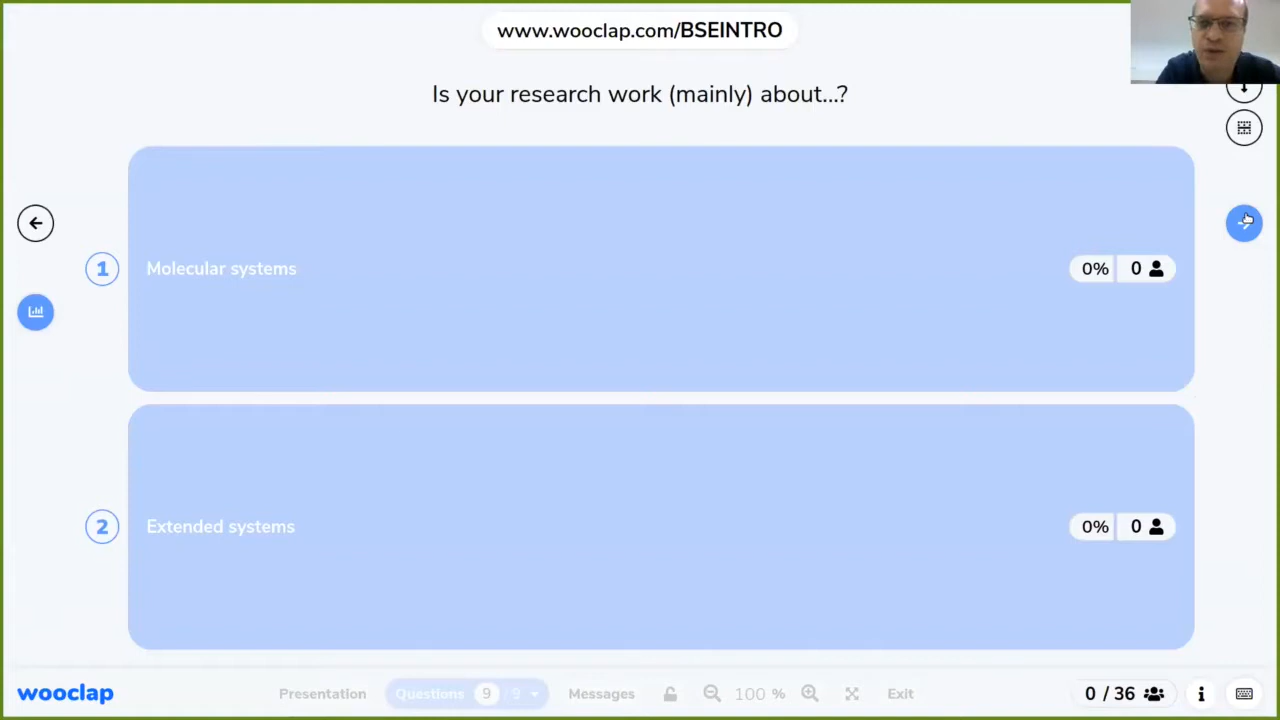 www.wooclap.com/BSEINTRO
Is your research work (mainly) about...?
1 Molecular systems 0% 0
2 Extended systems 0% 0
wooclap Presentation Questions 9 / 9 Messages 100 % Exit 0 / 36 i